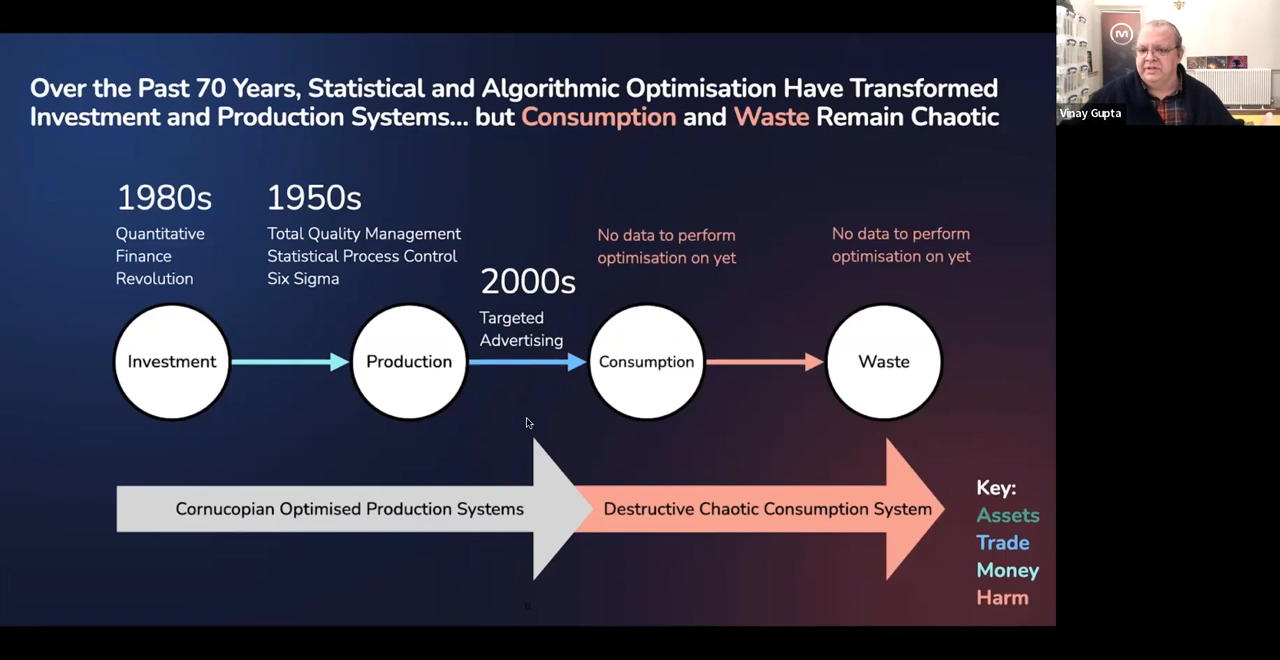 Over the Past 70 Years, Statistical and Algorithmic Optimisation Have Transformed
Investment and Production Systems... but Consumption and Waste Remain Chaotic
1980s
Quantitative
Finance
Revolution
1950s
Total Quality Management
Statistical Process Control
Six Sigma
2000s
Targeted
Advertising
No data to perform
optimisation on yet
No data to perform
optimisation on yet
Investment
Production
Consumption
Waste
Cornucopian Optimised Production Systems
Destructive Chaotic Consumption System
Key:
Assets
Trade
Money
Harm
Vinay Gupta